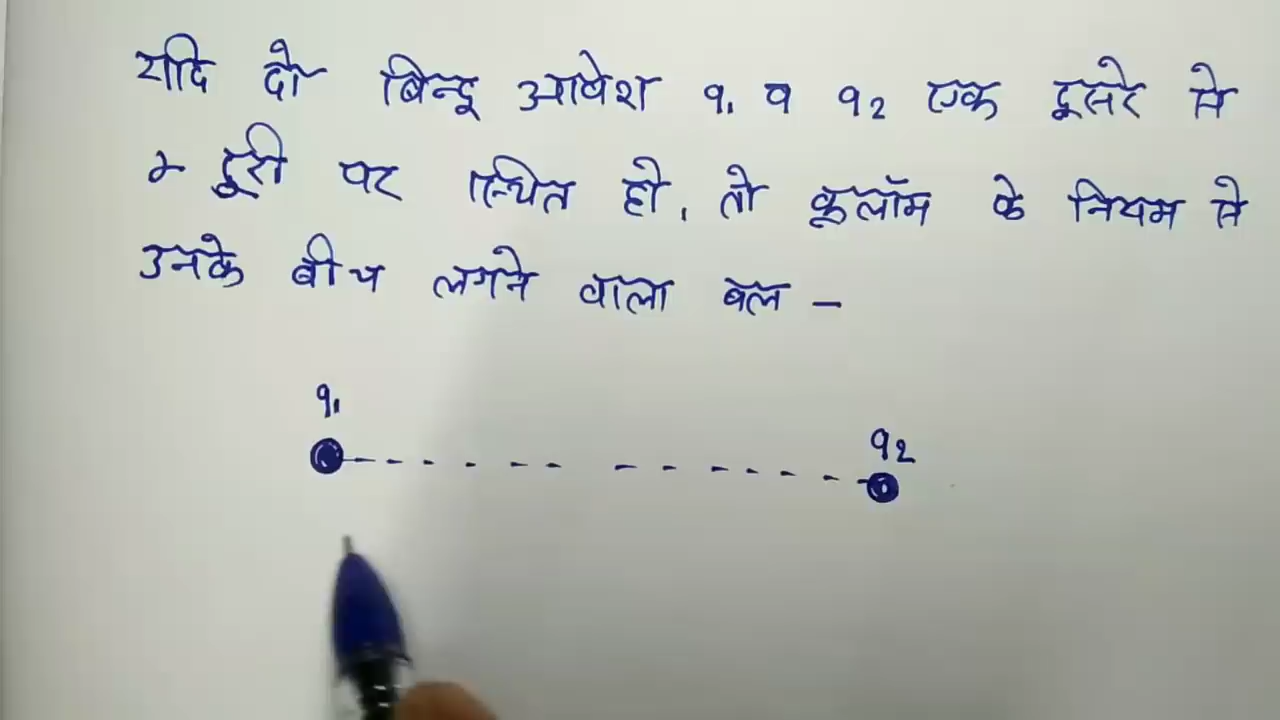 यदि दो बिन्दू आवेश q₁ व q₂ एक दूसरे से
r दूरी पर स्थित हो, तो कूलॉम के नियम से
उनके बीच लगने वाला बल –
q₁
q₂